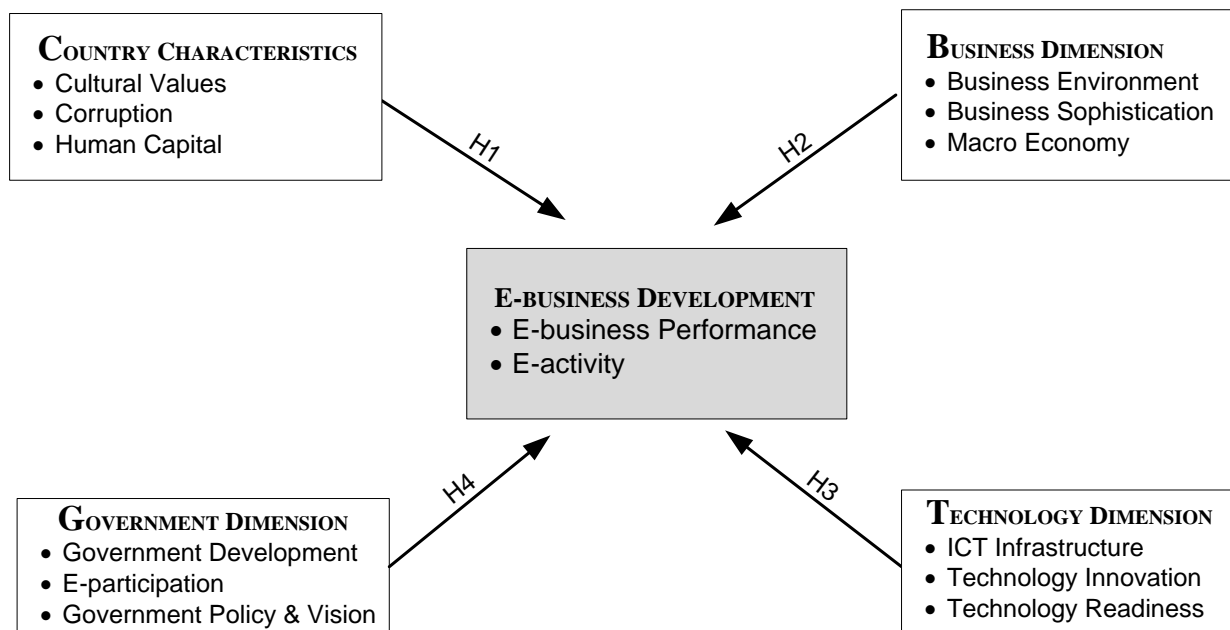 COUNTRY CHARACTERISTICS
• Cultural Values
• Corruption
• Human Capital
BUSINESS DIMENSION
• Business Environment
• Business Sophistication
• Macro Economy
H1
H2
E-BUSINESS DEVELOPMENT
• E-business Performance
• E-activity
H4
H3
GOVERNMENT DIMENSION
• Government Development
• E-participation
• Government Policy & Vision
TECHNOLOGY DIMENSION
• ICT Infrastructure
• Technology Innovation
• Technology Readiness